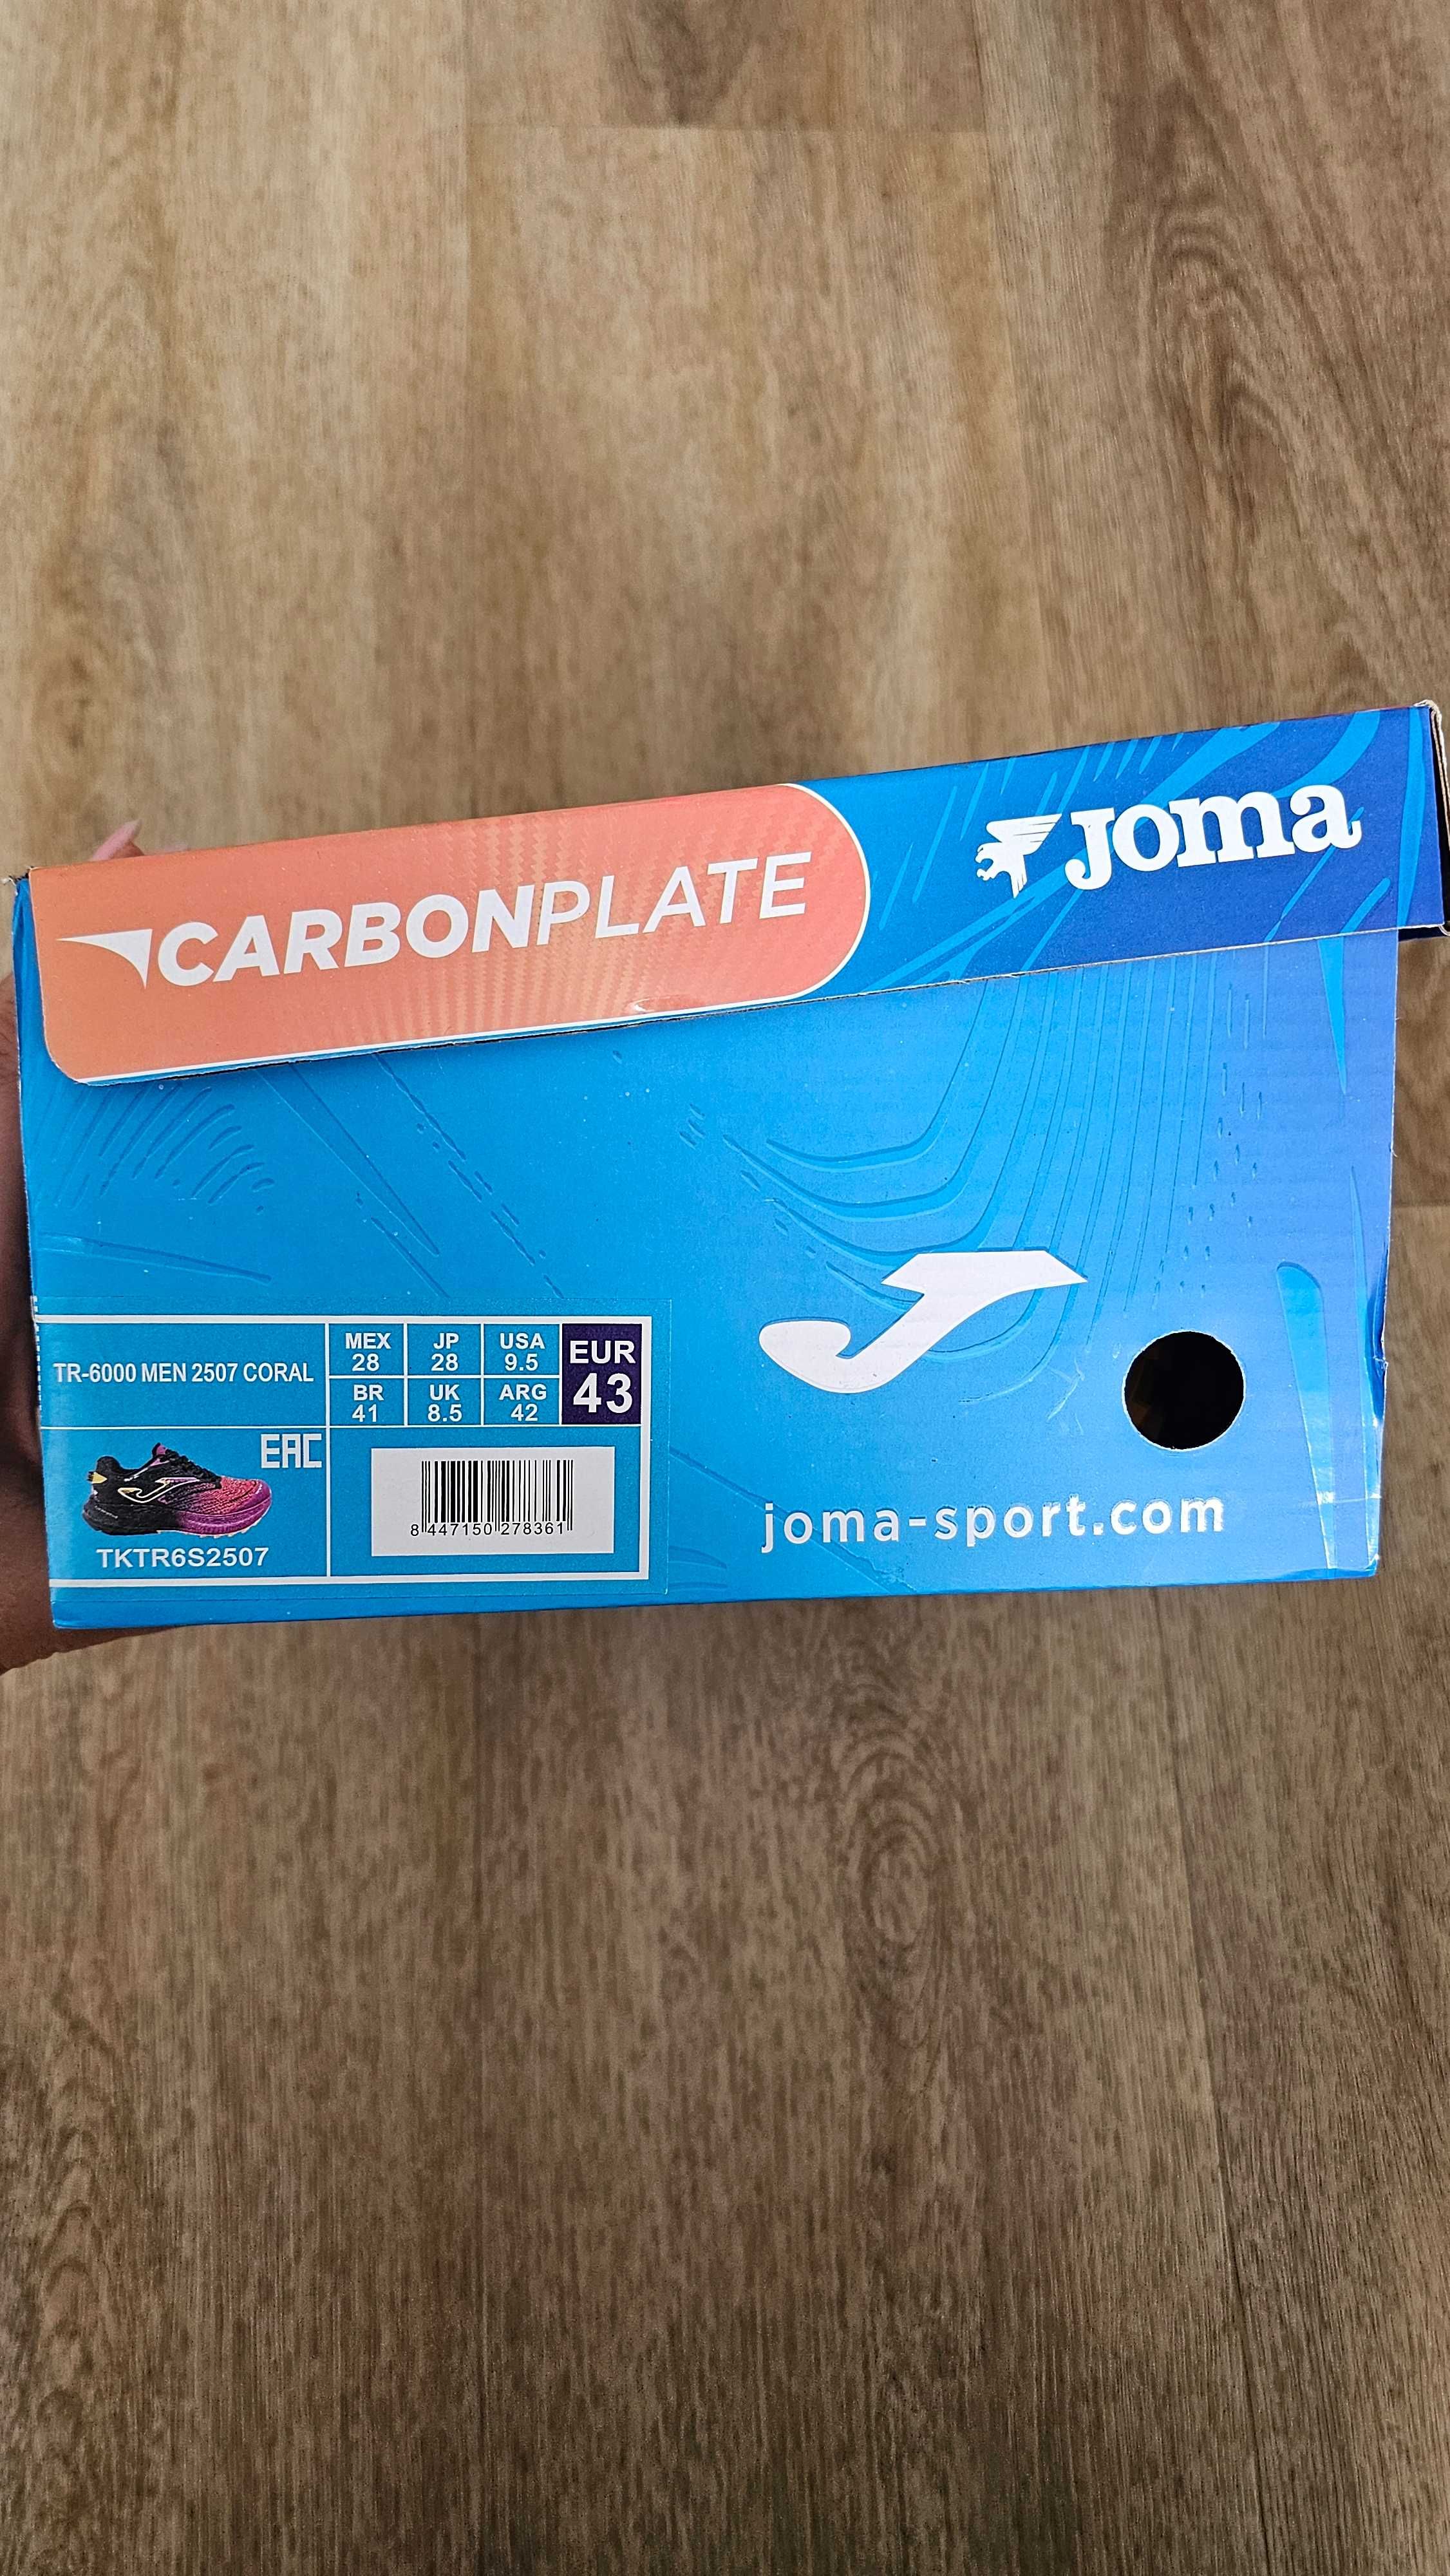 CARBONPLATE
JOMA
TR-6000 MEN 2507 CORAL
MEX
28
JP
28
USA
9.5
EUR
43
BR
41
UK
8.5
ARG
42
EAC
TKTR6S2507
8 447150 278361
joma-sport.com